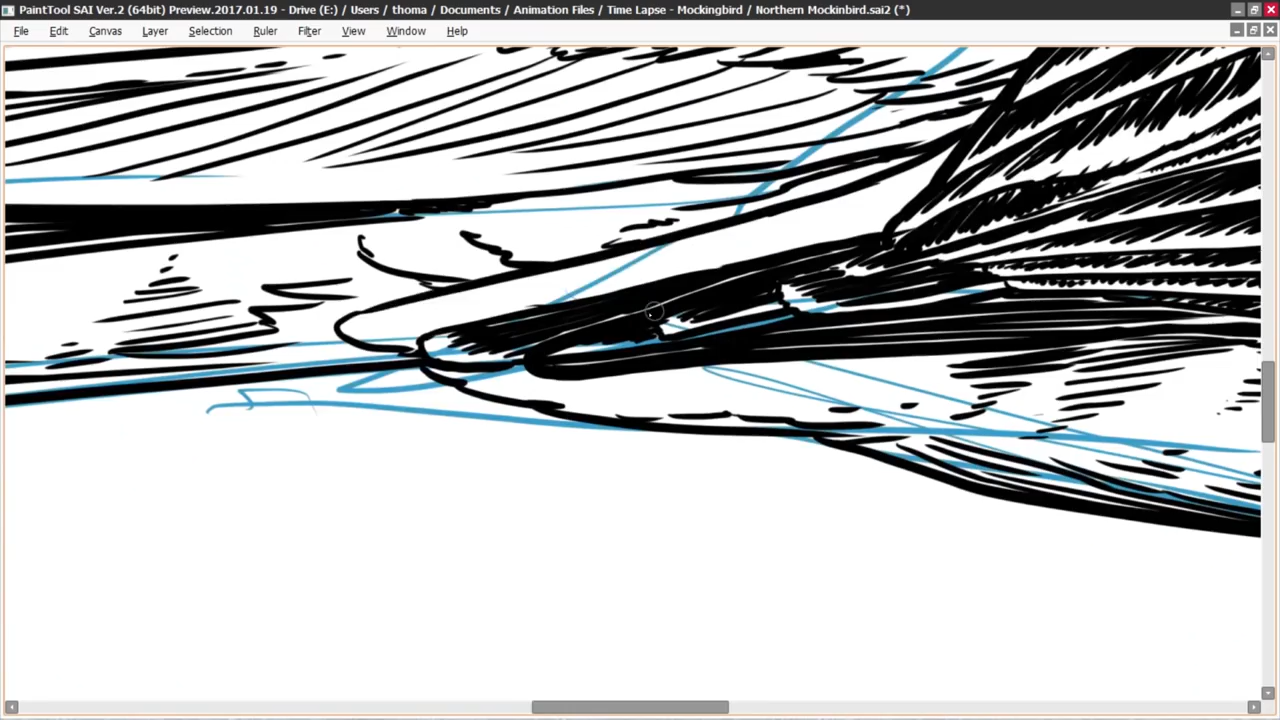 PaintTool SAI Ver.2 (64bit) Preview.2017.01.19 - Drive (E:) / Users / thoma / Documents / Animation Files / Time Lapse - Mockingbird / Northern Mockinbird.sai2 (*)
File Edit Canvas Layer Selection Ruler Filter View Window Help